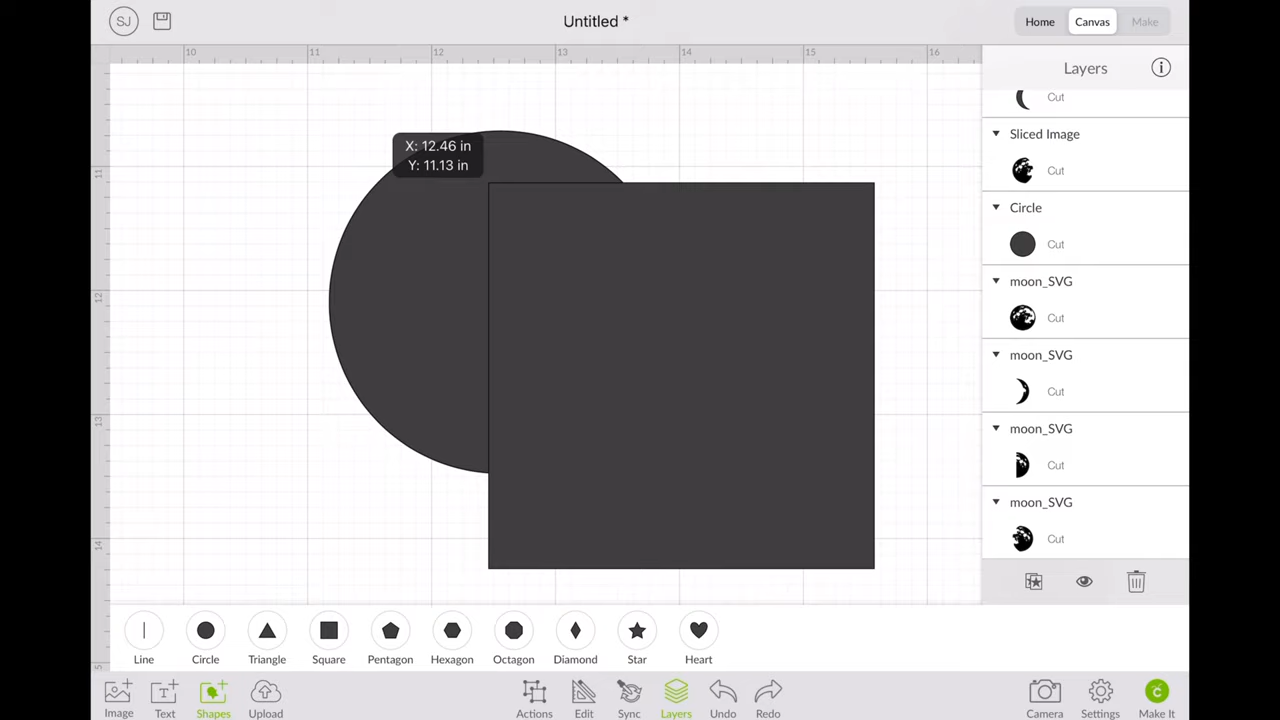 SJ
Untitled *
Home
Canvas
Make
10
11
12
13
14
15
16
Layers
Cut
Sliced Image
Cut
Circle
Cut
moon_SVG
Cut
moon_SVG
Cut
moon_SVG
Cut
moon_SVG
Cut
X: 12.46 in
Y: 11.13 in
11
12
13
14
5
Line
Circle
Triangle
Square
Pentagon
Hexagon
Octagon
Diamond
Star
Heart
Image
Text
Shapes
Upload
Actions
Edit
Sync
Layers
Undo
Redo
Camera
Settings
Make It